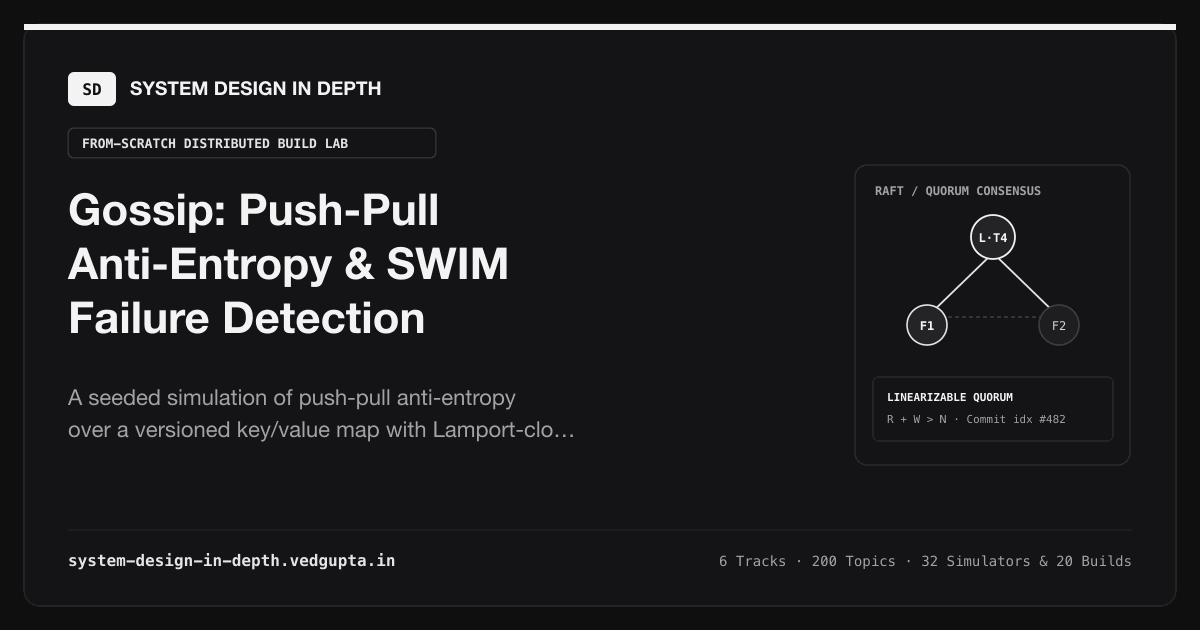 SD SYSTEM DESIGN IN DEPTH
FROM-SCRATCH DISTRIBUTED BUILD LAB
Gossip: Push-Pull
Anti-Entropy & SWIM
Failure Detection
A seeded simulation of push-pull anti-entropy
over a versioned key/value map with Lamport-clo…
RAFT / QUORUM CONSENSUS
L·T4
F1
F2
LINEARIZABLE QUORUM
R + W > N · Commit idx #482
system-design-in-depth.vedgupta.in
6 Tracks · 200 Topics · 32 Simulators & 20 Builds